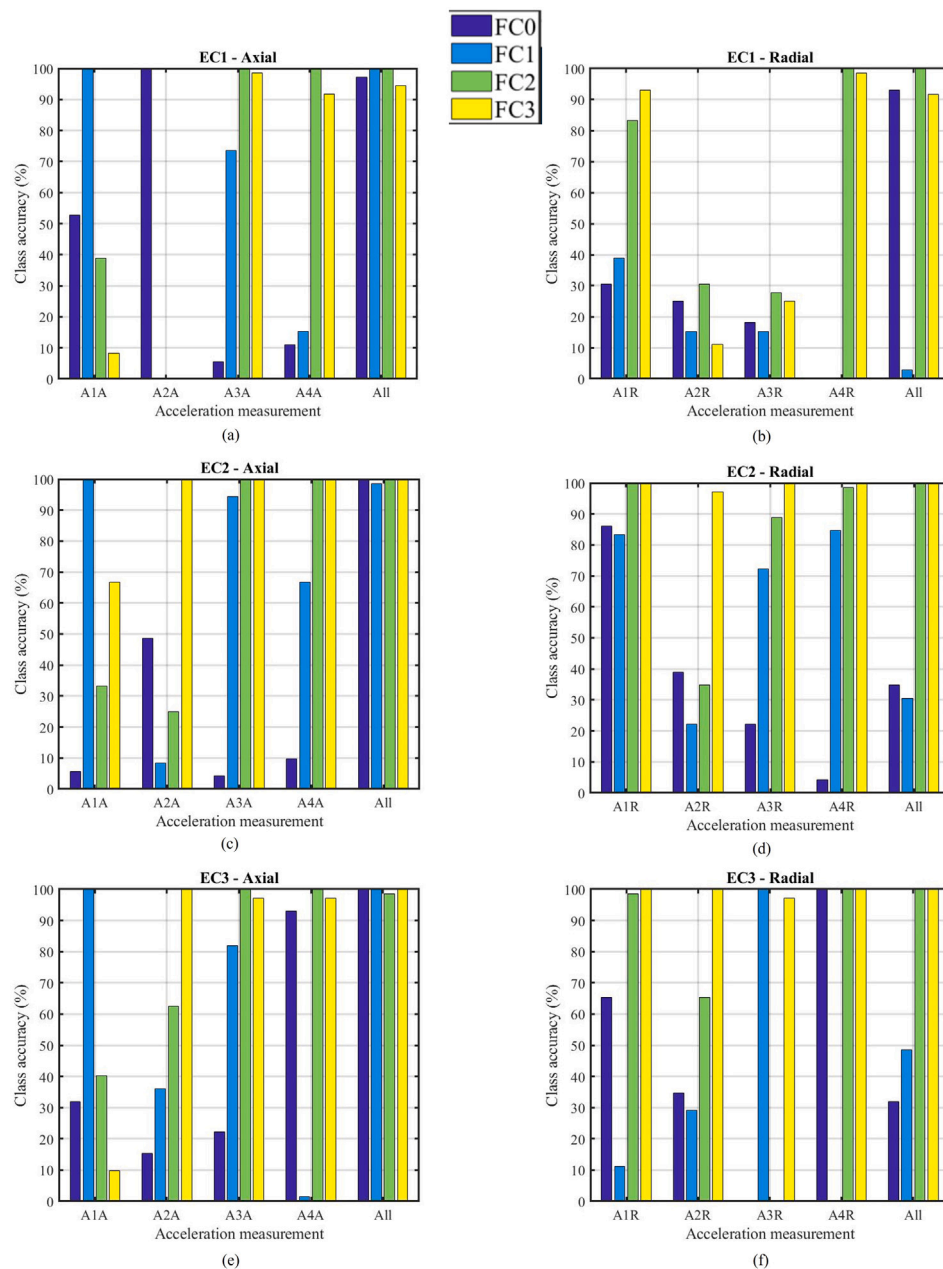 FC0
FC1
FC2
FC3
EC1 - Axial
100
90
80
70
60
50
40
30
20
10
0
Class accuracy (%)
A1A A2A A3A A4A All
Acceleration measurement
(a)
EC1 - Radial
100
90
80
70
60
50
40
30
20
10
0
Class accuracy (%)
A1R A2R A3R A4R All
Acceleration measurement
(b)
EC2 - Axial
100
90
80
70
60
50
40
30
20
10
0
Class accuracy (%)
A1A A2A A3A A4A All
Acceleration measurement
(c)
EC2 - Radial
100
90
80
70
60
50
40
30
20
10
0
Class accuracy (%)
A1R A2R A3R A4R All
Acceleration measurement
(d)
EC3 - Axial
100
90
80
70
60
50
40
30
20
10
0
Class accuracy (%)
A1A A2A A3A A4A All
Acceleration measurement
(e)
EC3 - Radial
100
90
80
70
60
50
40
30
20
10
0
Class accuracy (%)
A1R A2R A3R A4R All
Acceleration measurement
(f)